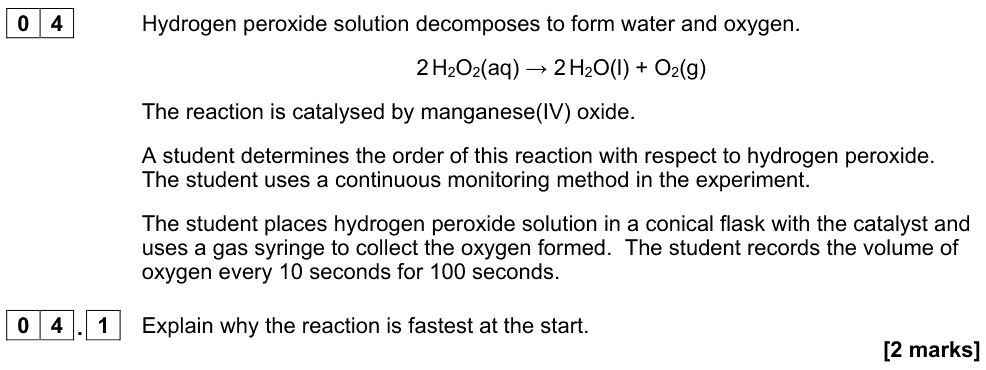 0 4 Hydrogen peroxide solution decomposes to form water and oxygen.
2 H₂O₂(aq) → 2 H₂O(l) + O₂(g)
The reaction is catalysed by manganese(IV) oxide.
A student determines the order of this reaction with respect to hydrogen peroxide.
The student uses a continuous monitoring method in the experiment.
The student places hydrogen peroxide solution in a conical flask with the catalyst and
uses a gas syringe to collect the oxygen formed. The student records the volume of
oxygen every 10 seconds for 100 seconds.
0 4 . 1 Explain why the reaction is fastest at the start.
[2 marks]